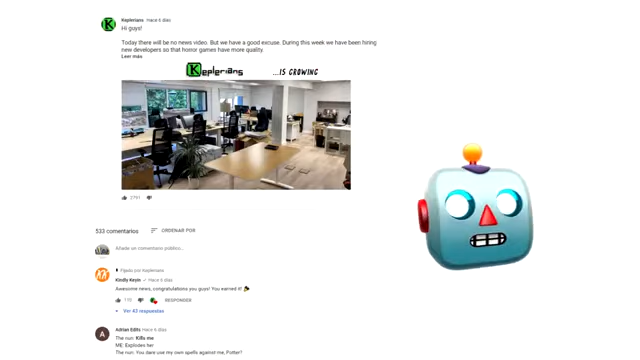 Keplerians Hace 6 días
Hi guys!
Today there will be no news video. But we have a good excuse. During this week we have been hiring
new developers so that horror games have more quality.
Leer más
Keplerians ...IS GROWING
2791
533 comentarios ORDENAR POR
Añade un comentario público...
Fijado por Keplerians
Kindly Keyin Hace 6 días
Awesome news, congratulations you guys! You earned it!
110 RESPONDER
Ver 43 respuestas
A Adrian Edits Hace 6 días
The nun: Kills me
ME: Explodes her
The nun: You dare use my own spells against me, Potter?